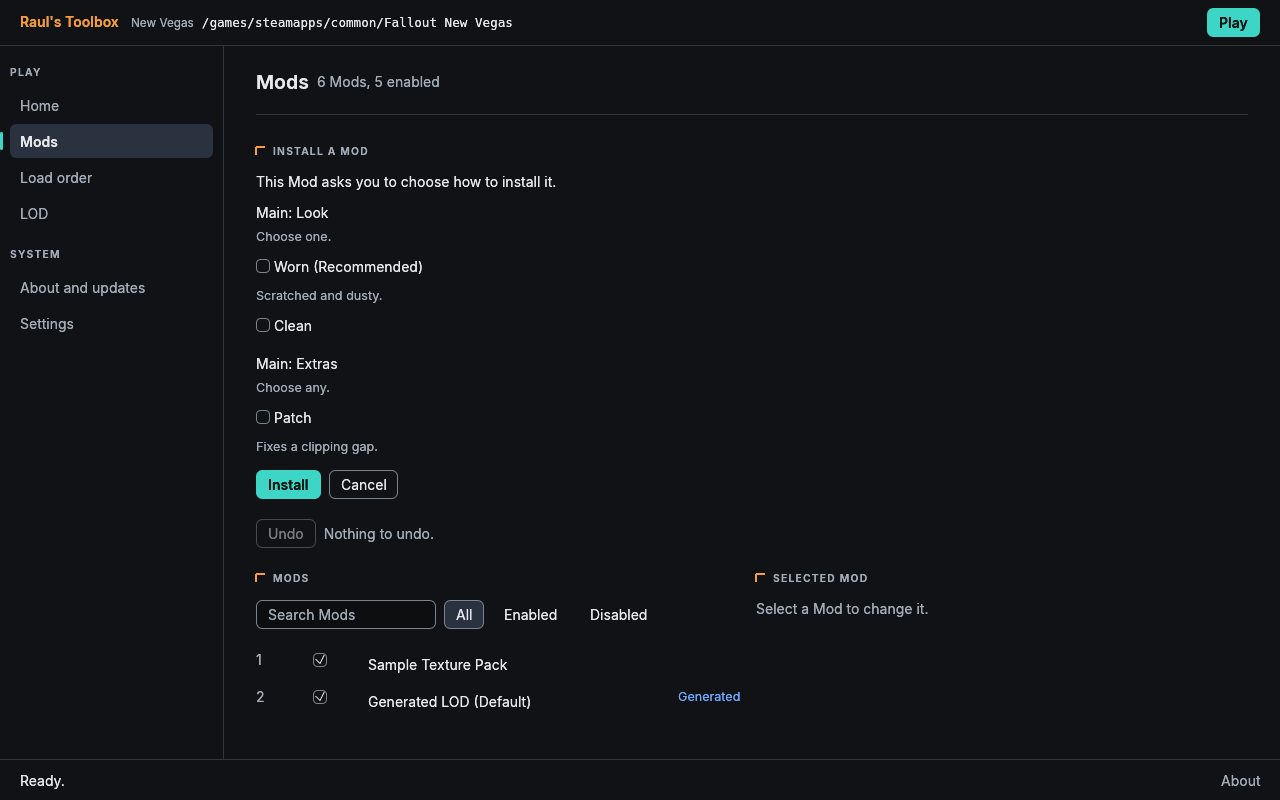 Raul's Toolbox New Vegas /games/steamapps/common/Fallout New Vegas Play
PLAY
Home
Mods
Load order
LOD
SYSTEM
About and updates
Settings
Mods 6 Mods, 5 enabled
INSTALL A MOD
This Mod asks you to choose how to install it.
Main: Look
Choose one.
Worn (Recommended)
Scratched and dusty.
Clean
Main: Extras
Choose any.
Patch
Fixes a clipping gap.
Install Cancel
Undo Nothing to undo.
MODS
Search Mods All Enabled Disabled
1 Sample Texture Pack
2 Generated LOD (Default) Generated
SELECTED MOD
Select a Mod to change it.
Ready. About